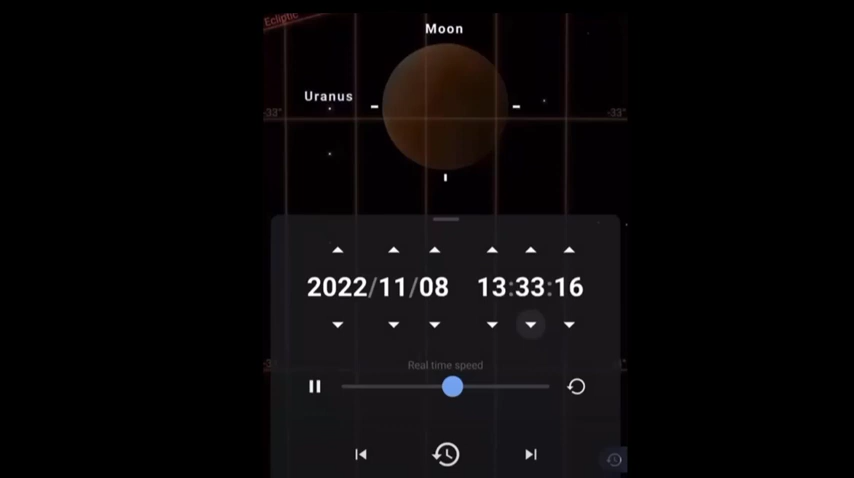 Ecliptic
Moon
Uranus
-33°
-33°
2022/11/08 13:33:16
Real time speed